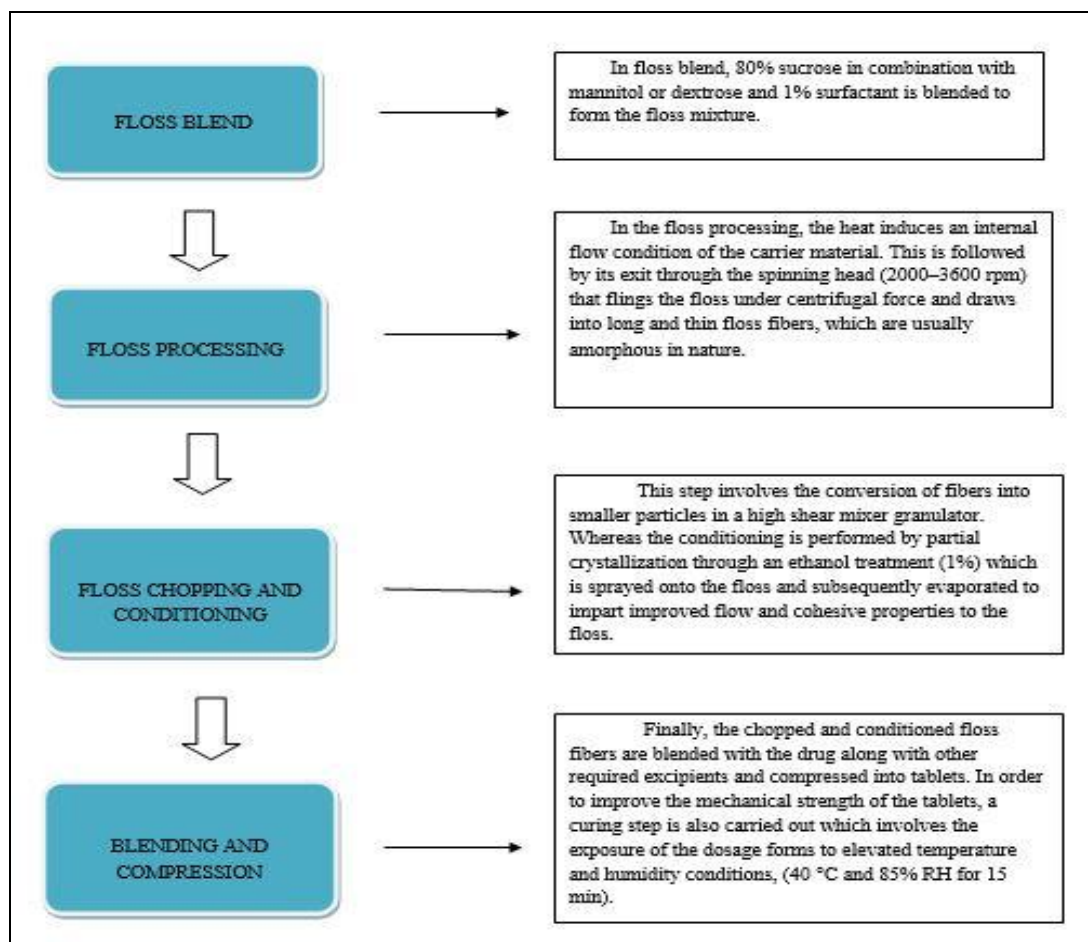 FLOSS BLEND
In floss blend, 80% sucrose in combination with
mannitol or dextrose and 1% surfactant is blended to
form the floss mixture.
FLOSS PROCESSING
In the floss processing, the heat induces an internal
flow condition of the carrier material. This is followed
by its exit through the spinning head (2000–3600 rpm)
that flings the floss under centrifugal force and draws
into long and thin floss fibers, which are usually
amorphous in nature.
FLOSS CHOPPING AND
CONDITIONING
This step involves the conversion of fibers into
smaller particles in a high shear mixer granulator.
Whereas the conditioning is performed by partial
crystallization through an ethanol treatment (1%) which
is sprayed onto the floss and subsequently evaporated to
impart improved flow and cohesive properties to the
floss.
BLENDING AND
COMPRESSION
Finally, the chopped and conditioned floss
fibers are blended with the drug along with other
required excipients and compressed into tablets. In order
to improve the mechanical strength of the tablets, a
curing step is also carried out which involves the
exposure of the dosage forms to elevated temperature
and humidity conditions, (40 °C and 85% RH for 15
min).